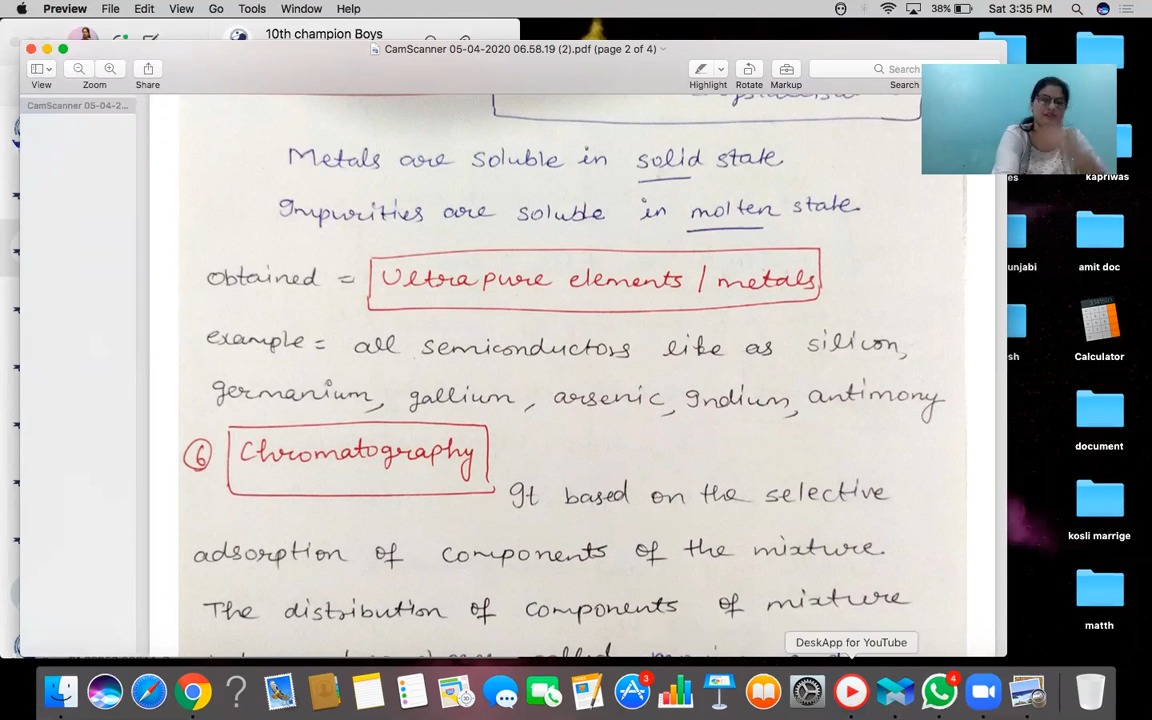 Preview File Edit View Go Tools Window Help 38% Sat 3:35 PM
10th champion Boys
CamScanner 05-04-2020 06.58.19 (2).pdf (page 2 of 4)
View Zoom Share Highlight Rotate Markup Search
Search
CamScanner 05-04-2...
Metals are soluble in solid state.
Impurities are soluble in molten state.
Obtained = Ultrapure elements / metals
example = all semiconductors like as silicon,
germanium, gallium, arsenic, Indium, antimony
6 Chromatography
It based on the selective
adsorption of components of the mixture.
The distribution of components of mixture
called
kapriwas
unjabi
amit doc
Calculator
document
kosli marrige
matth
DeskApp for YouTube
3
4